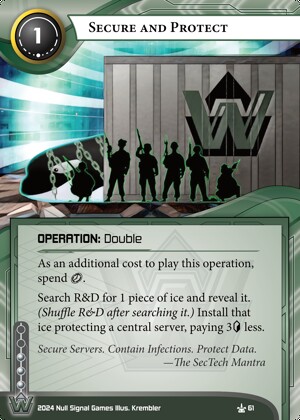 1
SECURE AND PROTECT
W
OPERATION: Double
As an additional cost to play this operation,
spend .
Search R&D for 1 piece of ice and reveal it.
(Shuffle R&D after searching it.) Install that
ice protecting a central server, paying 3 less.
Secure Servers. Contain Infections. Protect Data.
—The SecTech Mantra
W
2024 Null Signal Games Illus. Krembler
61